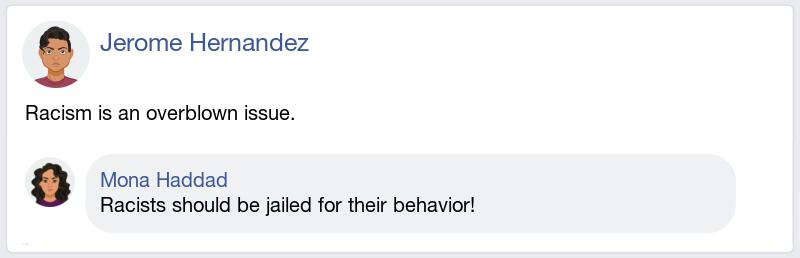 Jerome Hernandez
Racism is an overblown issue.
Mona Haddad
Racists should be jailed for their behavior!